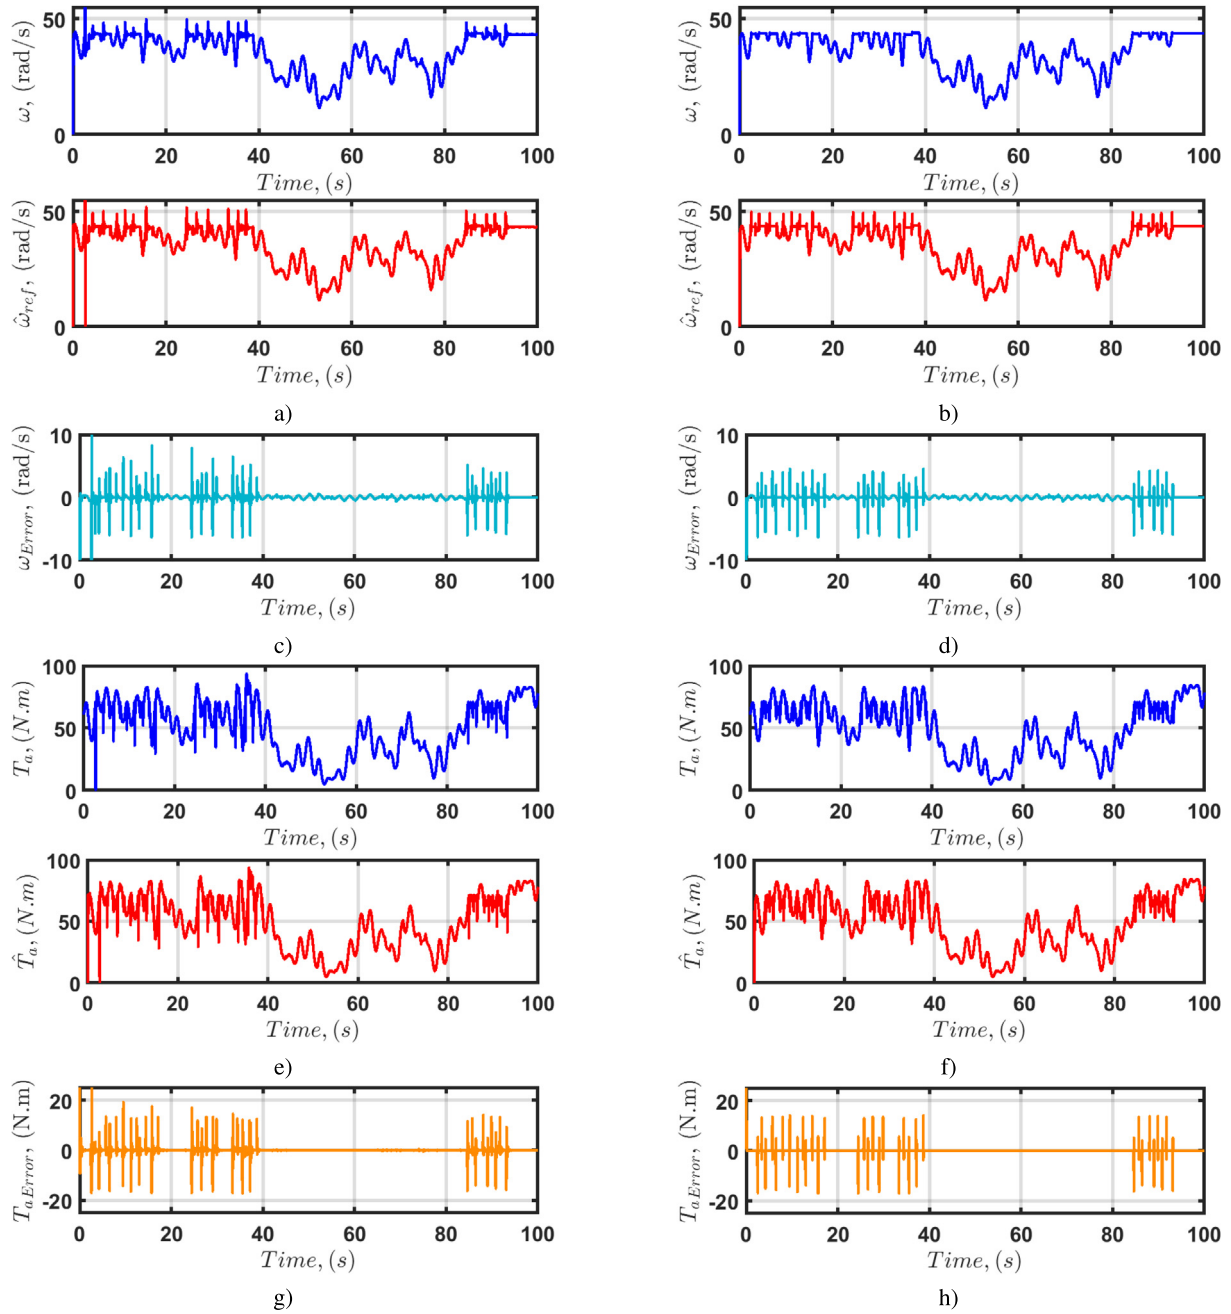 50
0
ω, (rad/s)
0 20 40 60 80 100
Time, (s)
50
0
ω̂ref, (rad/s)
0 20 40 60 80 100
Time, (s)
a)
50
0
ω, (rad/s)
0 20 40 60 80 100
Time, (s)
50
0
ω̂ref, (rad/s)
0 20 40 60 80 100
Time, (s)
b)
10
0
-10
ωError, (rad/s)
0 20 40 60 80 100
Time, (s)
c)
10
0
-10
ωError, (rad/s)
0 20 40 60 80 100
Time, (s)
d)
100
50
0
Ta, (N.m)
0 20 40 60 80 100
Time, (s)
100
50
0
T̂a, (N.m)
0 20 40 60 80 100
Time, (s)
e)
100
50
0
Ta, (N.m)
0 20 40 60 80 100
Time, (s)
100
50
0
T̂a, (N.m)
0 20 40 60 80 100
Time, (s)
f)
20
0
-20
TaError, (N.m)
0 20 40 60 80 100
Time, (s)
g)
20
0
-20
TaError, (N.m)
0 20 40 60 80 100
Time, (s)
h)